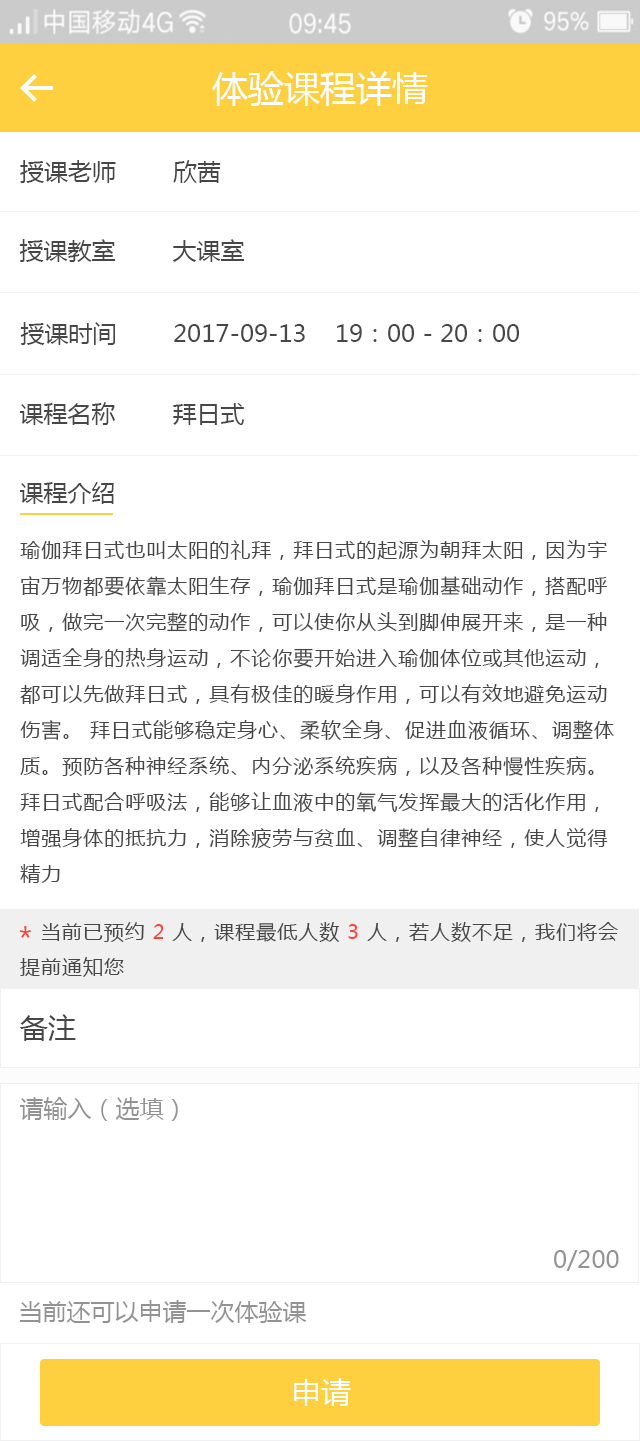 中国移动4G 09:45 95%
体验课程详情
授课老师 欣茜
授课教室 大课室
授课时间 2017-09-13 19：00 - 20：00
课程名称 拜日式
课程介绍
瑜伽拜日式也叫太阳的礼拜，拜日式的起源为朝拜太阳，因为宇
宙万物都要依靠太阳生存，瑜伽拜日式是瑜伽基础动作，搭配呼
吸，做完一次完整的动作，可以使你从头到脚伸展开来，是一种
调适全身的热身运动，不论你要开始进入瑜伽体位或其他运动，
都可以先做拜日式，具有极佳的暖身作用，可以有效地避免运动
伤害。 拜日式能够稳定身心、柔软全身、促进血液循环、调整体
质。预防各种神经系统、内分泌系统疾病，以及各种慢性疾病。
拜日式配合呼吸法，能够让血液中的氧气发挥最大的活化作用，
增强身体的抵抗力，消除疲劳与贫血、调整自律神经，使人觉得
精力
* 当前已预约 2 人，课程最低人数 3 人，若人数不足，我们将会
提前通知您
备注
请输入（选填）
0/200
当前还可以申请一次体验课
申请